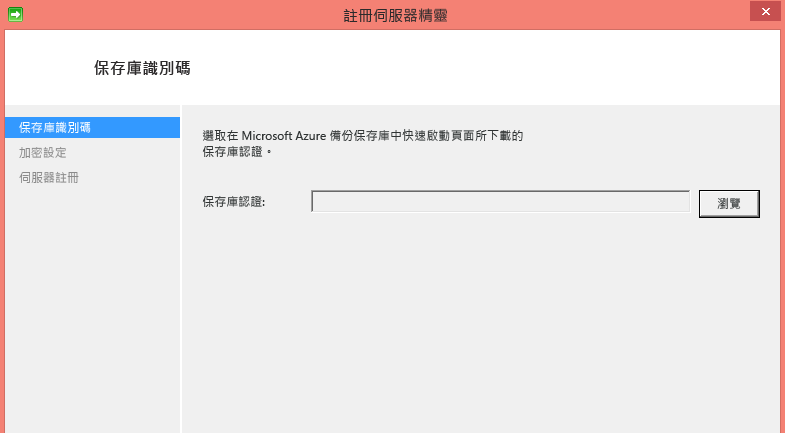 註冊伺服器精靈
保存庫識別碼
保存庫識別碼
加密設定
伺服器註冊
選取在 Microsoft Azure 備份保存庫中快速啟動頁面所下載的
保存庫認證。
保存庫認證:
瀏覽